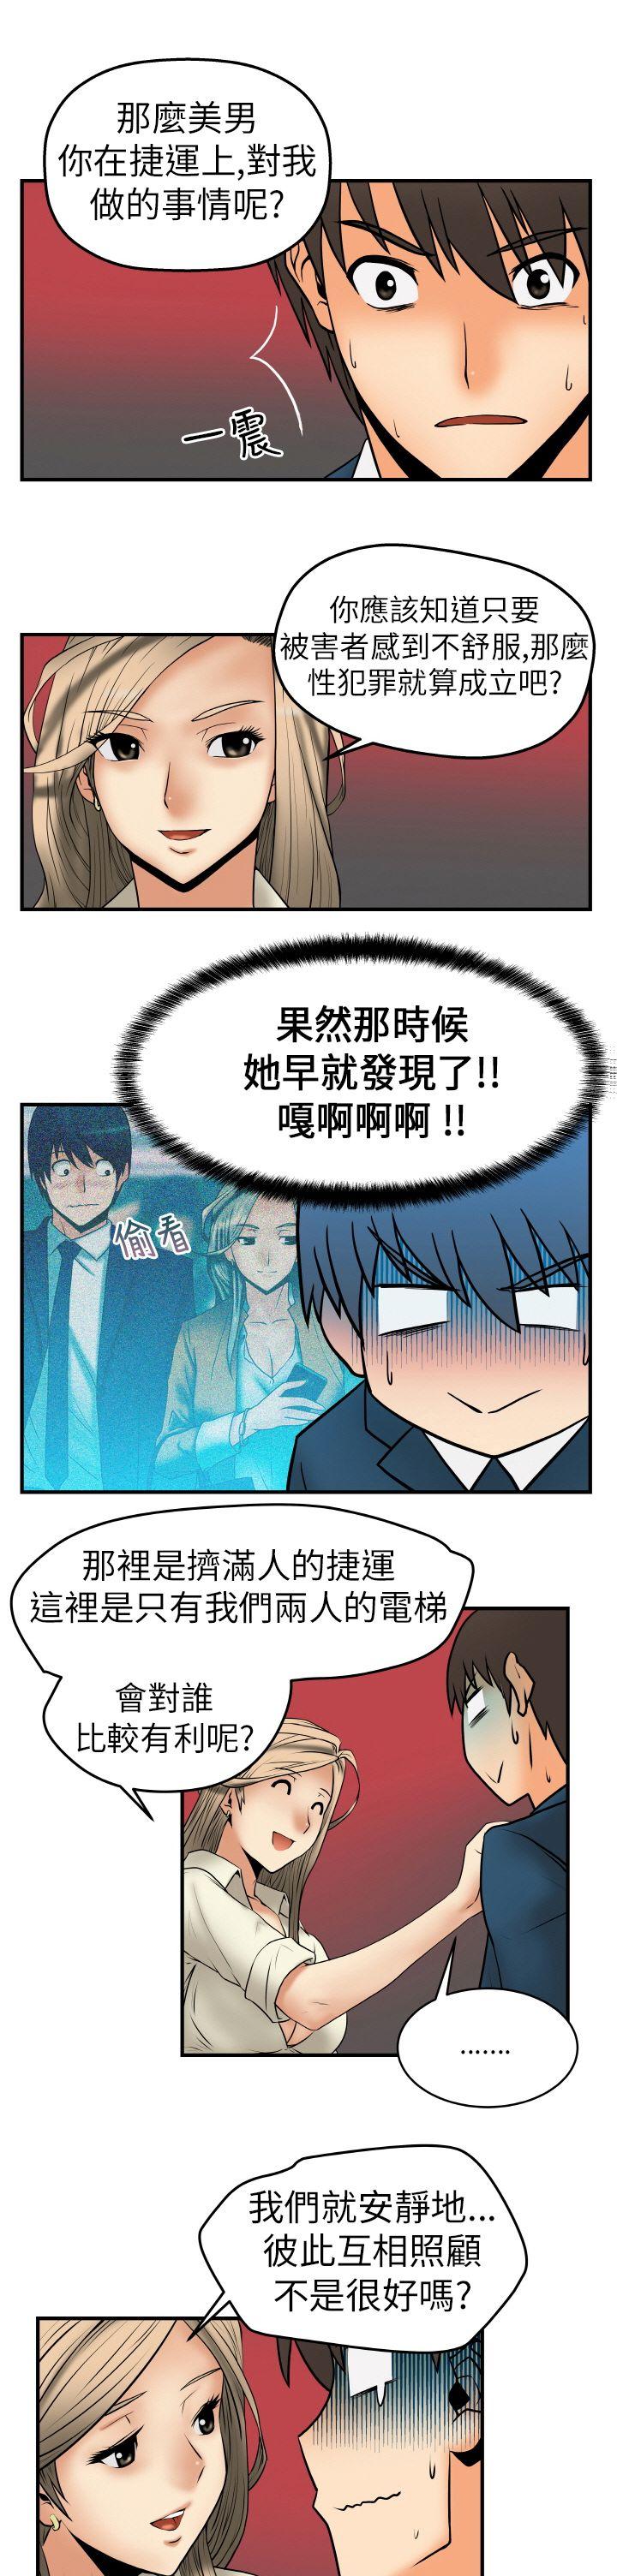 那麼美男
你在捷運上,對我
做的事情呢?
一震
你應該知道只要
被害者感到不舒服,那麼
性犯罪就算成立吧?
果然那時候
她早就發現了!!
嘎啊啊啊 !!
偷看
那裡是擠滿人的捷運
這裡是只有我們兩人的電梯
會對誰
比較有利呢?
.......
我們就安靜地...
彼此互相照顧
不是很好嗎?